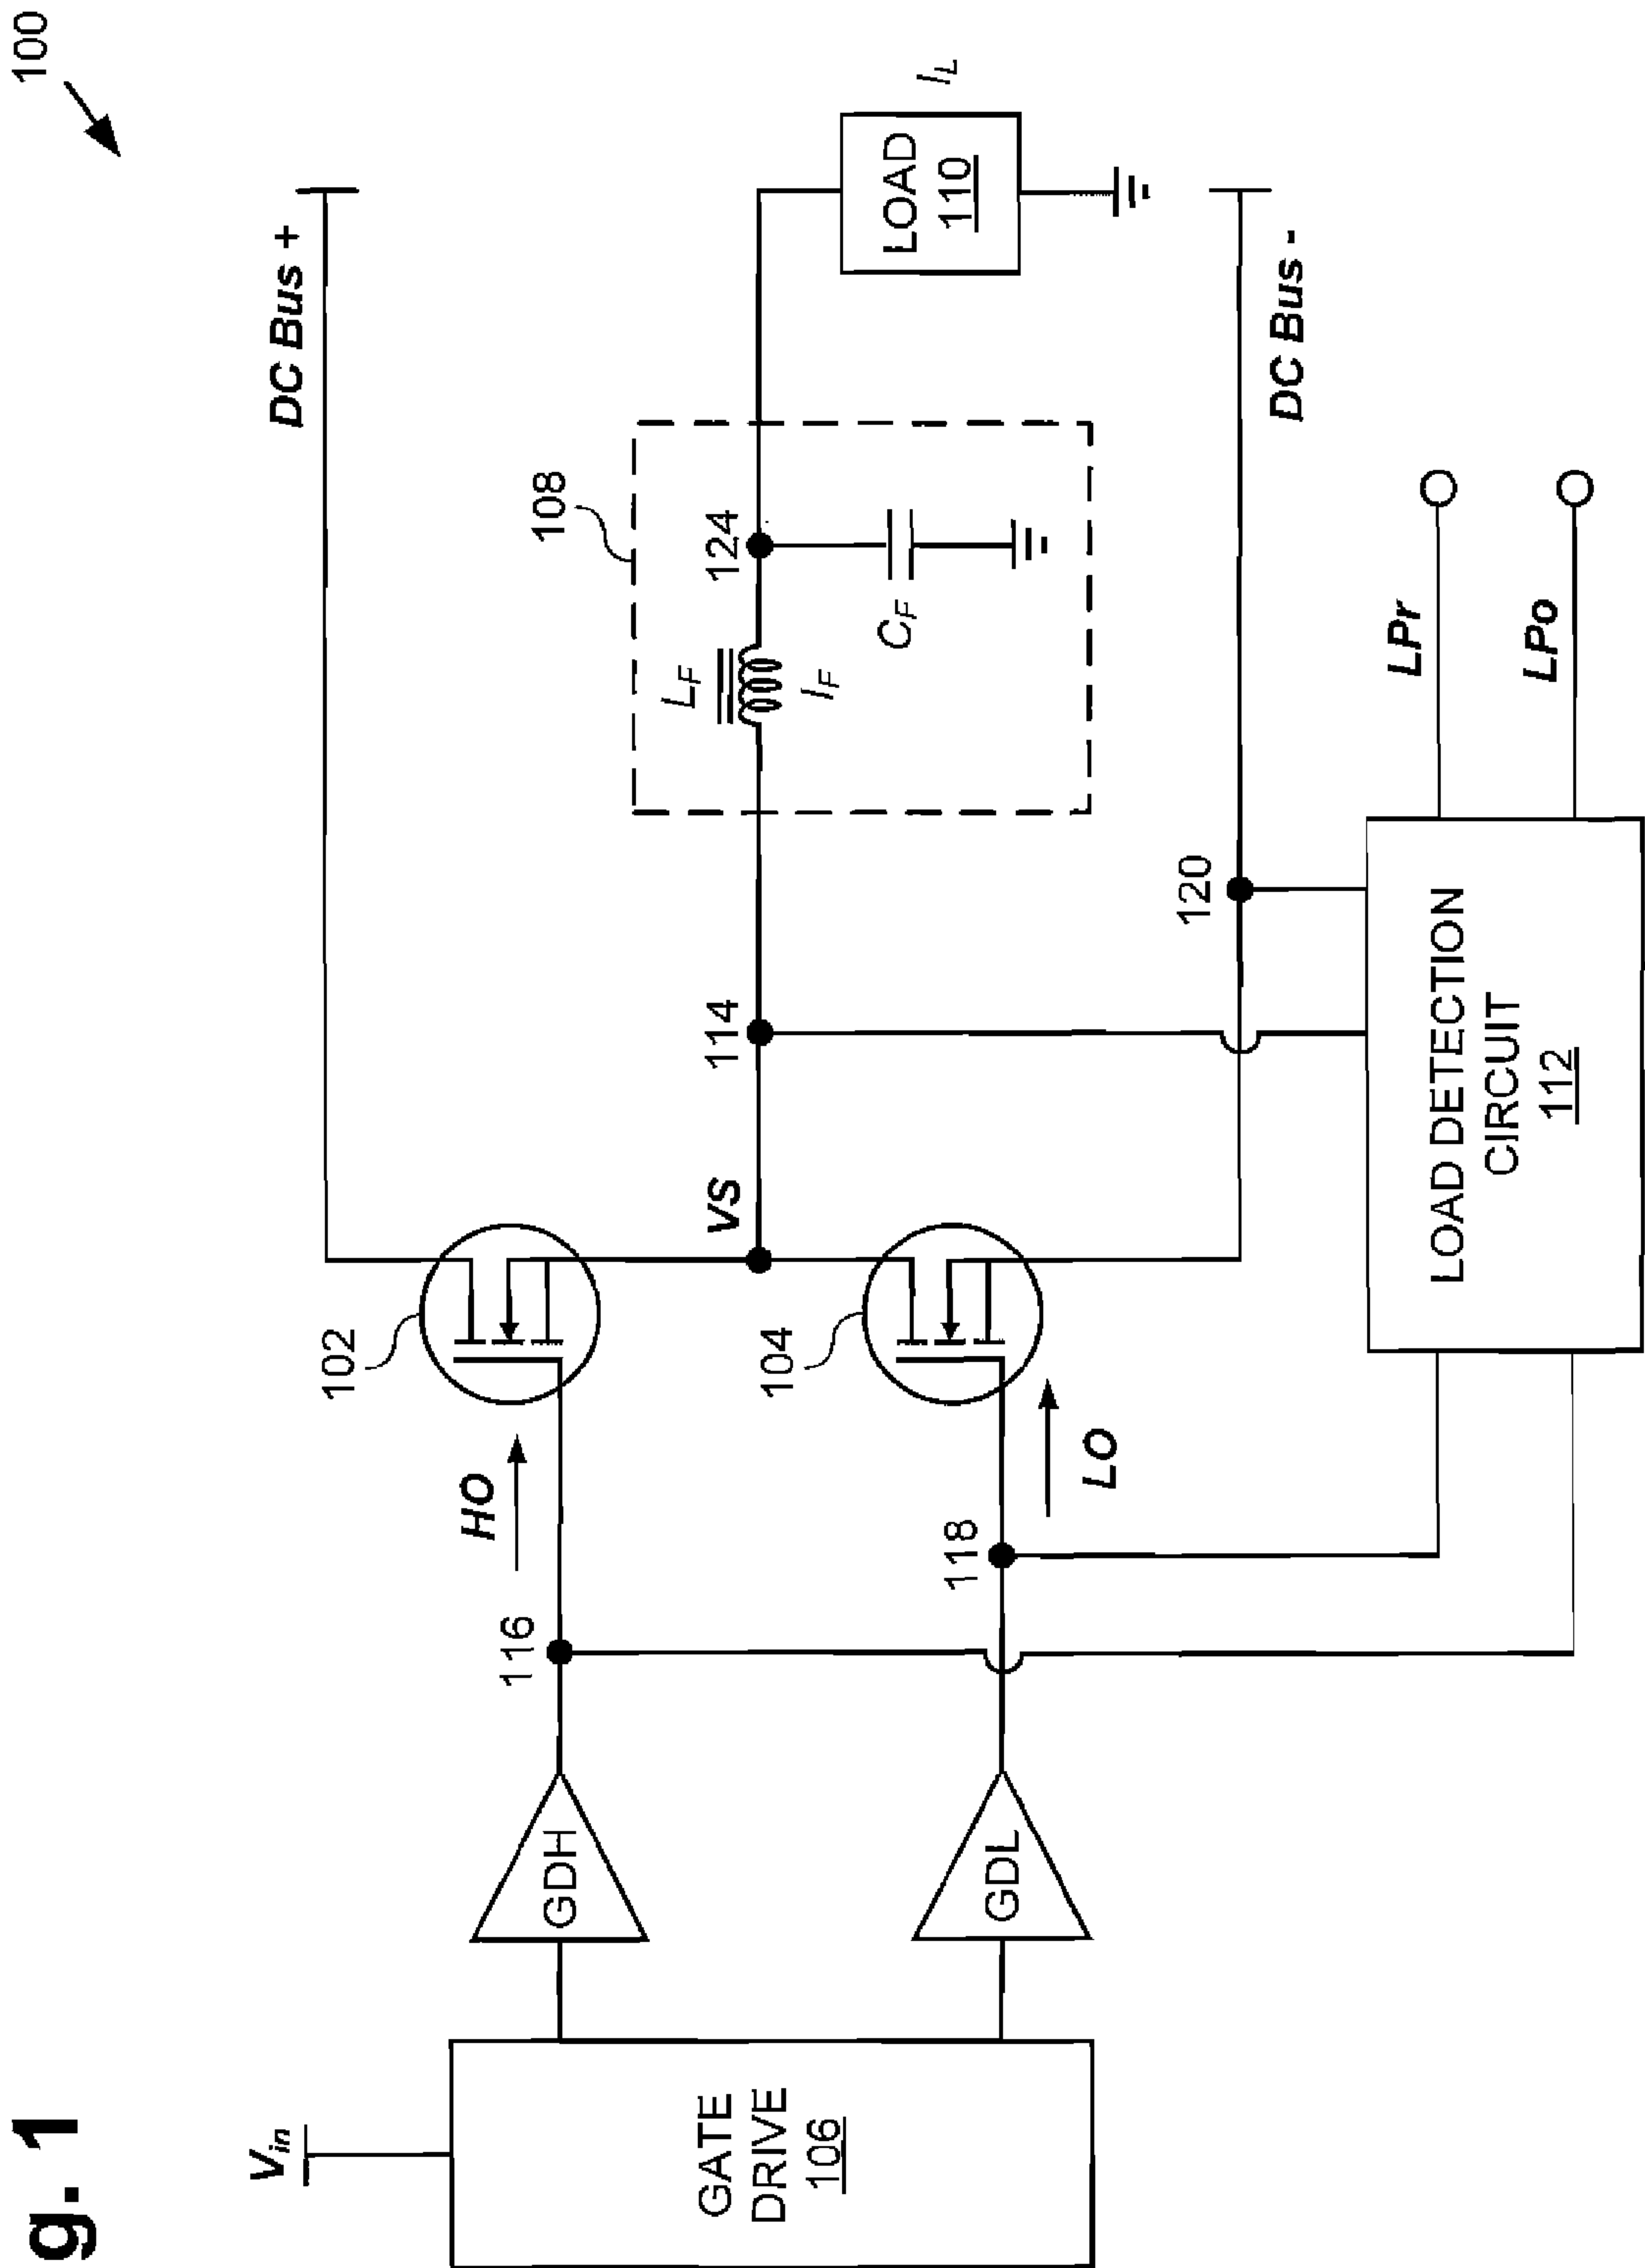 g. 1
100
V_in
GATE
DRIVE
106
GDH
GDL
116
118
HO
LO
102
104
VS
114
DC Bus +
108
L_F
I_F
124
C_F
LOAD
110
I_L
120
DC Bus -
LOAD DETECTION
CIRCUIT
112
LPr
LPo